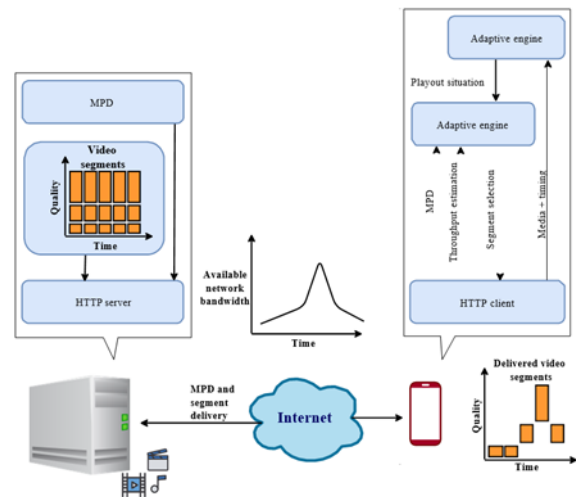 MPD
Video
segments
Quality
Time
HTTP server
Available
network
bandwidth
Time
Adaptive engine
Playout situation
Adaptive engine
MPD
Throughput estimation
Segment selection
Media + timing
HTTP client
MPD and
segment
delivery
Internet
Delivered video
segments
Quality
Time